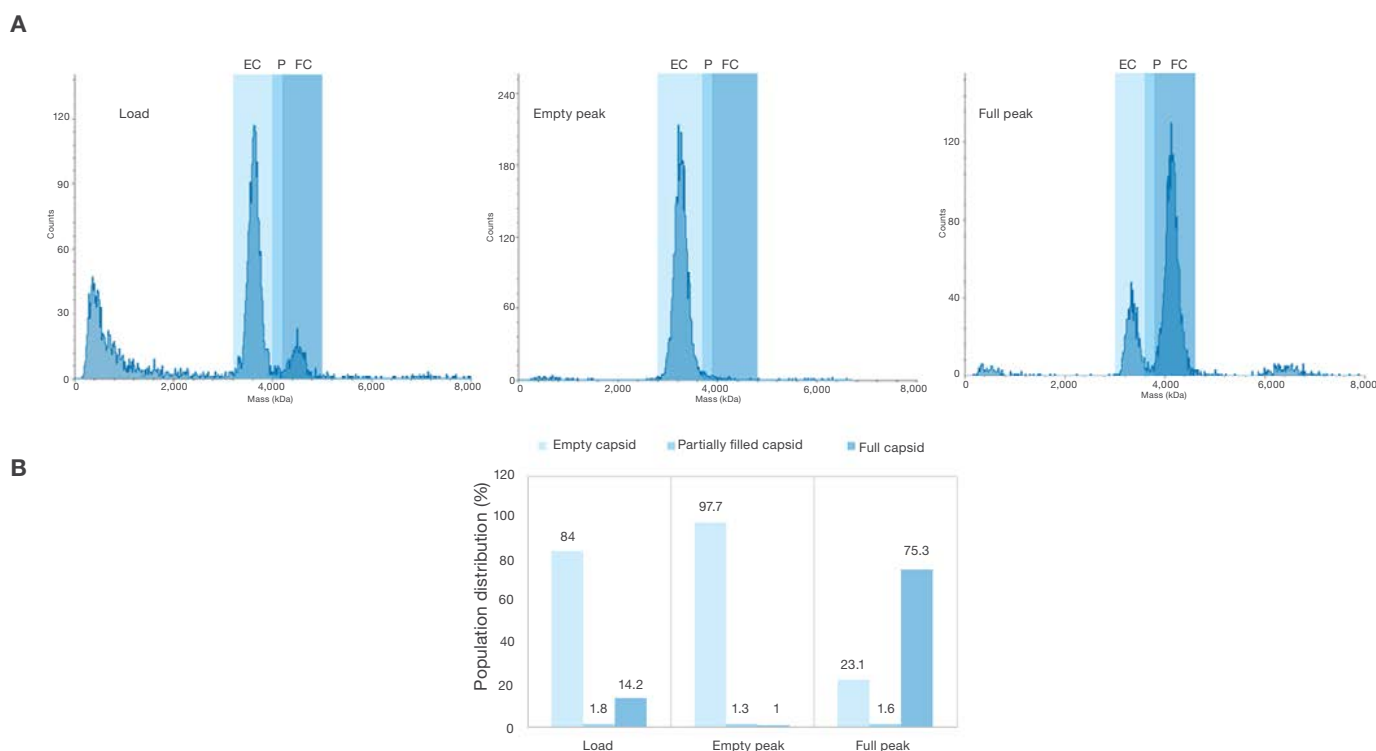 A
EC P FC
Load
120
90
60
30
0
Counts
0 2,000 4,000 6,000 8,000
Mass (kDa)
EC P FC
Empty peak
240
180
120
60
0
Counts
0 2,000 4,000 6,000 8,000
Mass (kDa)
EC P FC
Full peak
120
80
40
0
Counts
0 2,000 4,000 6,000 8,000
Mass (kDa)
B
Empty capsid Partially filled capsid Full capsid
Population distribution (%)
120
100
80
60
40
20
0
84
1.8
14.2
97.7
1.3
1
23.1
1.6
75.3
Load Empty peak Full peak